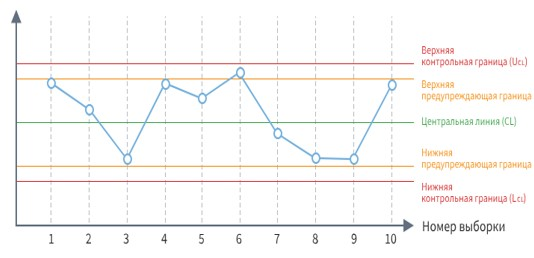 Верхняя
контрольная граница (UCL)
Верхняя
предупреждающая граница
Центральная линия (CL)
Нижняя
предупреждающая граница
Нижняя
контрольная граница (LCL)
Номер выборки
1 2 3 4 5 6 7 8 9 10